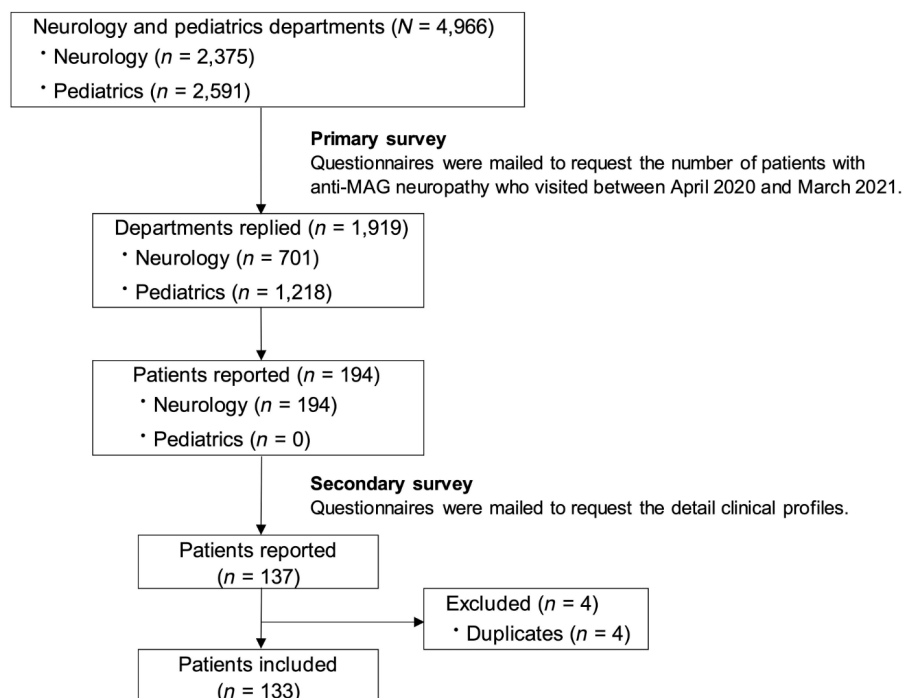 Neurology and pediatrics departments (N = 4,966)
・Neurology (n = 2,375)
・Pediatrics (n = 2,591)
Primary survey
Questionnaires were mailed to request the number of patients with
anti-MAG neuropathy who visited between April 2020 and March 2021.
Departments replied (n = 1,919)
・Neurology (n = 701)
・Pediatrics (n = 1,218)
Patients reported (n = 194)
・Neurology (n = 194)
・Pediatrics (n = 0)
Secondary survey
Questionnaires were mailed to request the detail clinical profiles.
Patients reported
(n = 137)
Excluded (n = 4)
・Duplicates (n = 4)
Patients included
(n = 133)